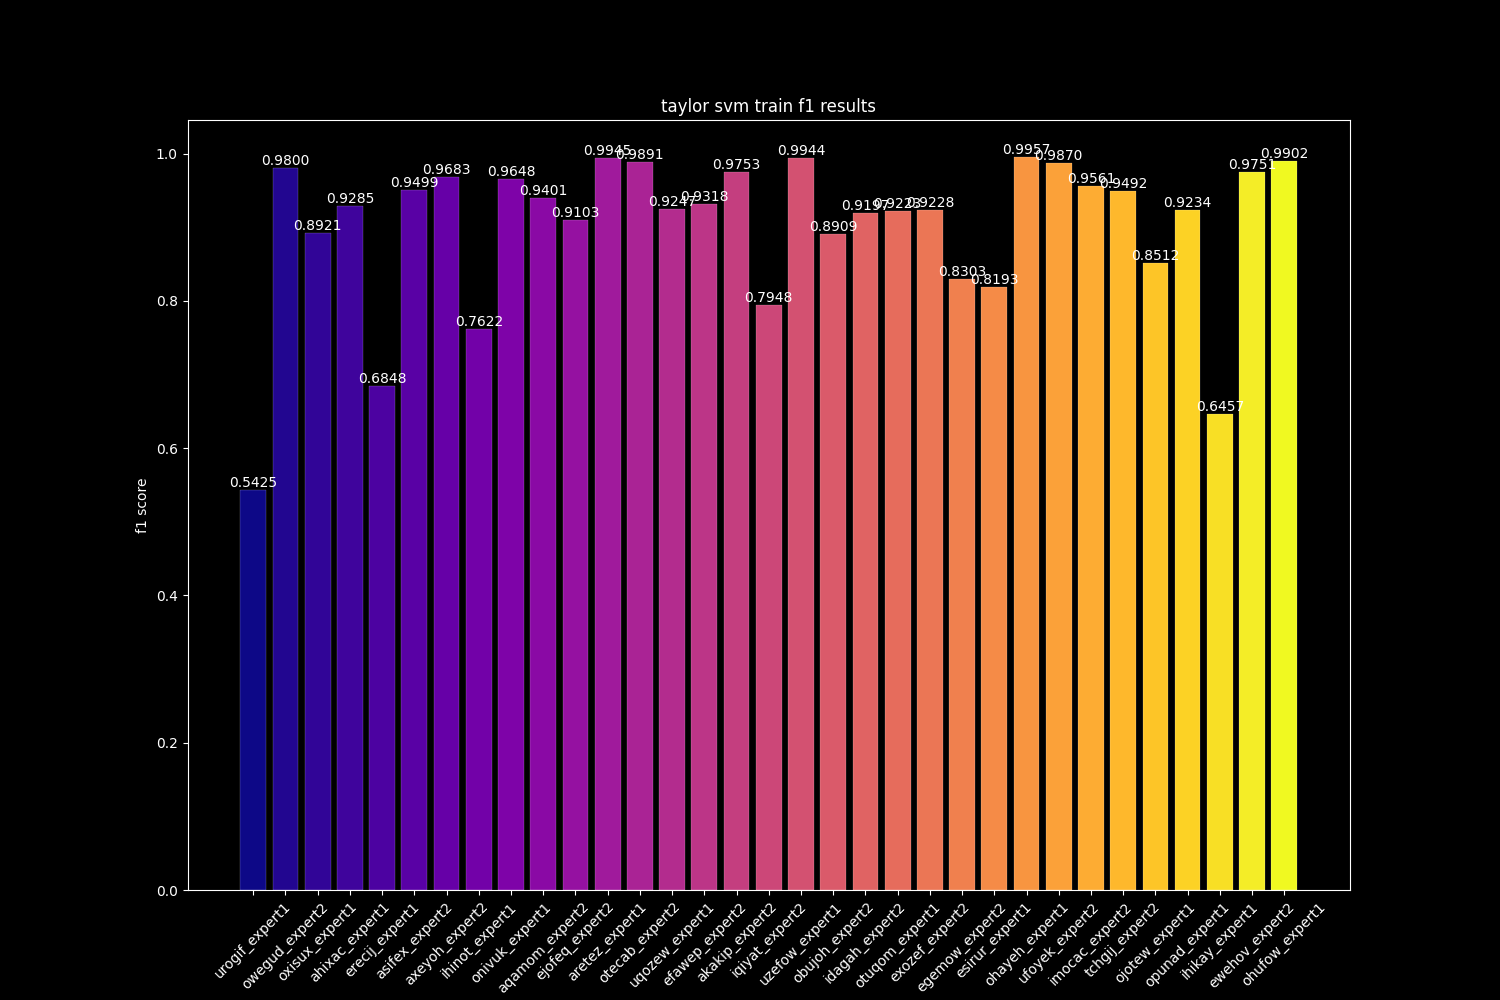 taylor svm train f1 results
f1 score
1.0
0.8
0.6
0.4
0.2
0.0
0.5425
0.9800
0.8921
0.9285
0.6848
0.9499
0.9683
0.7622
0.9648
0.9401
0.9103
0.9945
0.9891
0.9247
0.9318
0.9753
0.7948
0.9944
0.8909
0.9197
0.9223
0.9228
0.8303
0.8193
0.9957
0.9870
0.9561
0.9492
0.8512
0.9234
0.6457
0.9751
0.9902
urogif_expert1
owegud_expert2
oxisux_expert1
ahixac_expert1
erecij_expert1
asifex_expert2
axeyoh_expert2
ihinot_expert1
onivuk_expert1
aqamom_expert2
ejofeq_expert2
aretez_expert1
otecab_expert2
uqozew_expert1
efawep_expert2
akakip_expert2
iqiyat_expert2
uzefow_expert1
obujoh_expert2
idagah_expert2
otuqom_expert1
exozef_expert2
egemow_expert2
esirur_expert1
ohayeh_expert1
ufoyek_expert2
imocac_expert2
tchgij_expert2
ojotew_expert1
opunad_expert1
ihikay_expert1
ewehov_expert2
ohufow_expert1